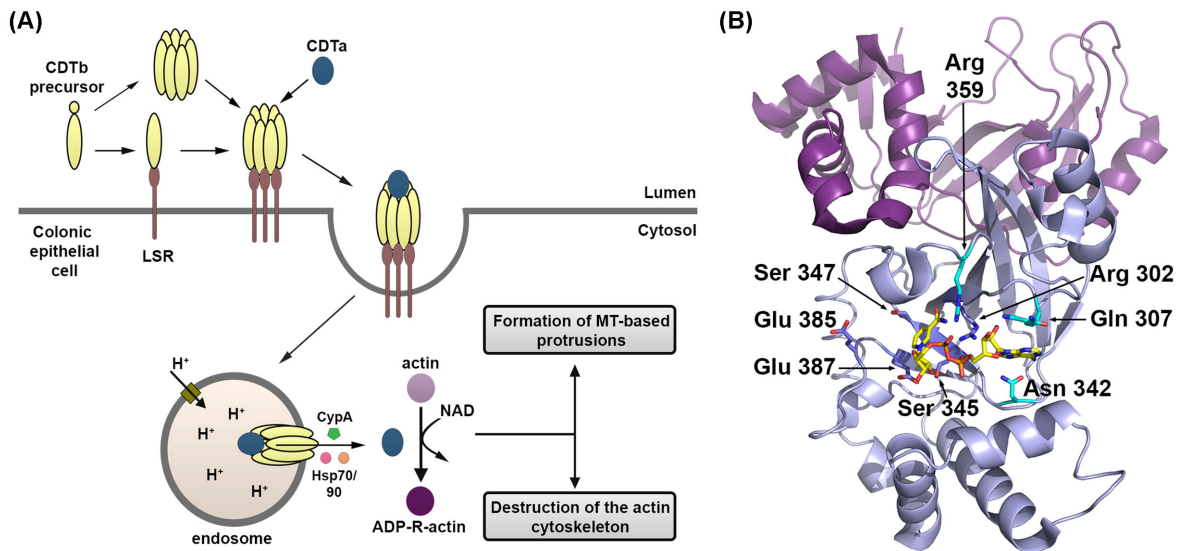 (A)
CDTb
precursor
CDTa
Lumen
Cytosol
Colonic
epithelial
cell
LSR
H⁺
H⁺
H⁺
H⁺
H⁺
endosome
CypA
Hsp70/
90
actin
NAD
ADP-R-actin
Formation of MT-based
protrusions
Destruction of the actin
cytoskeleton
(B)
Arg
359
Ser 347
Arg 302
Glu 385
Gln 307
Glu 387
Ser 345
Asn 342